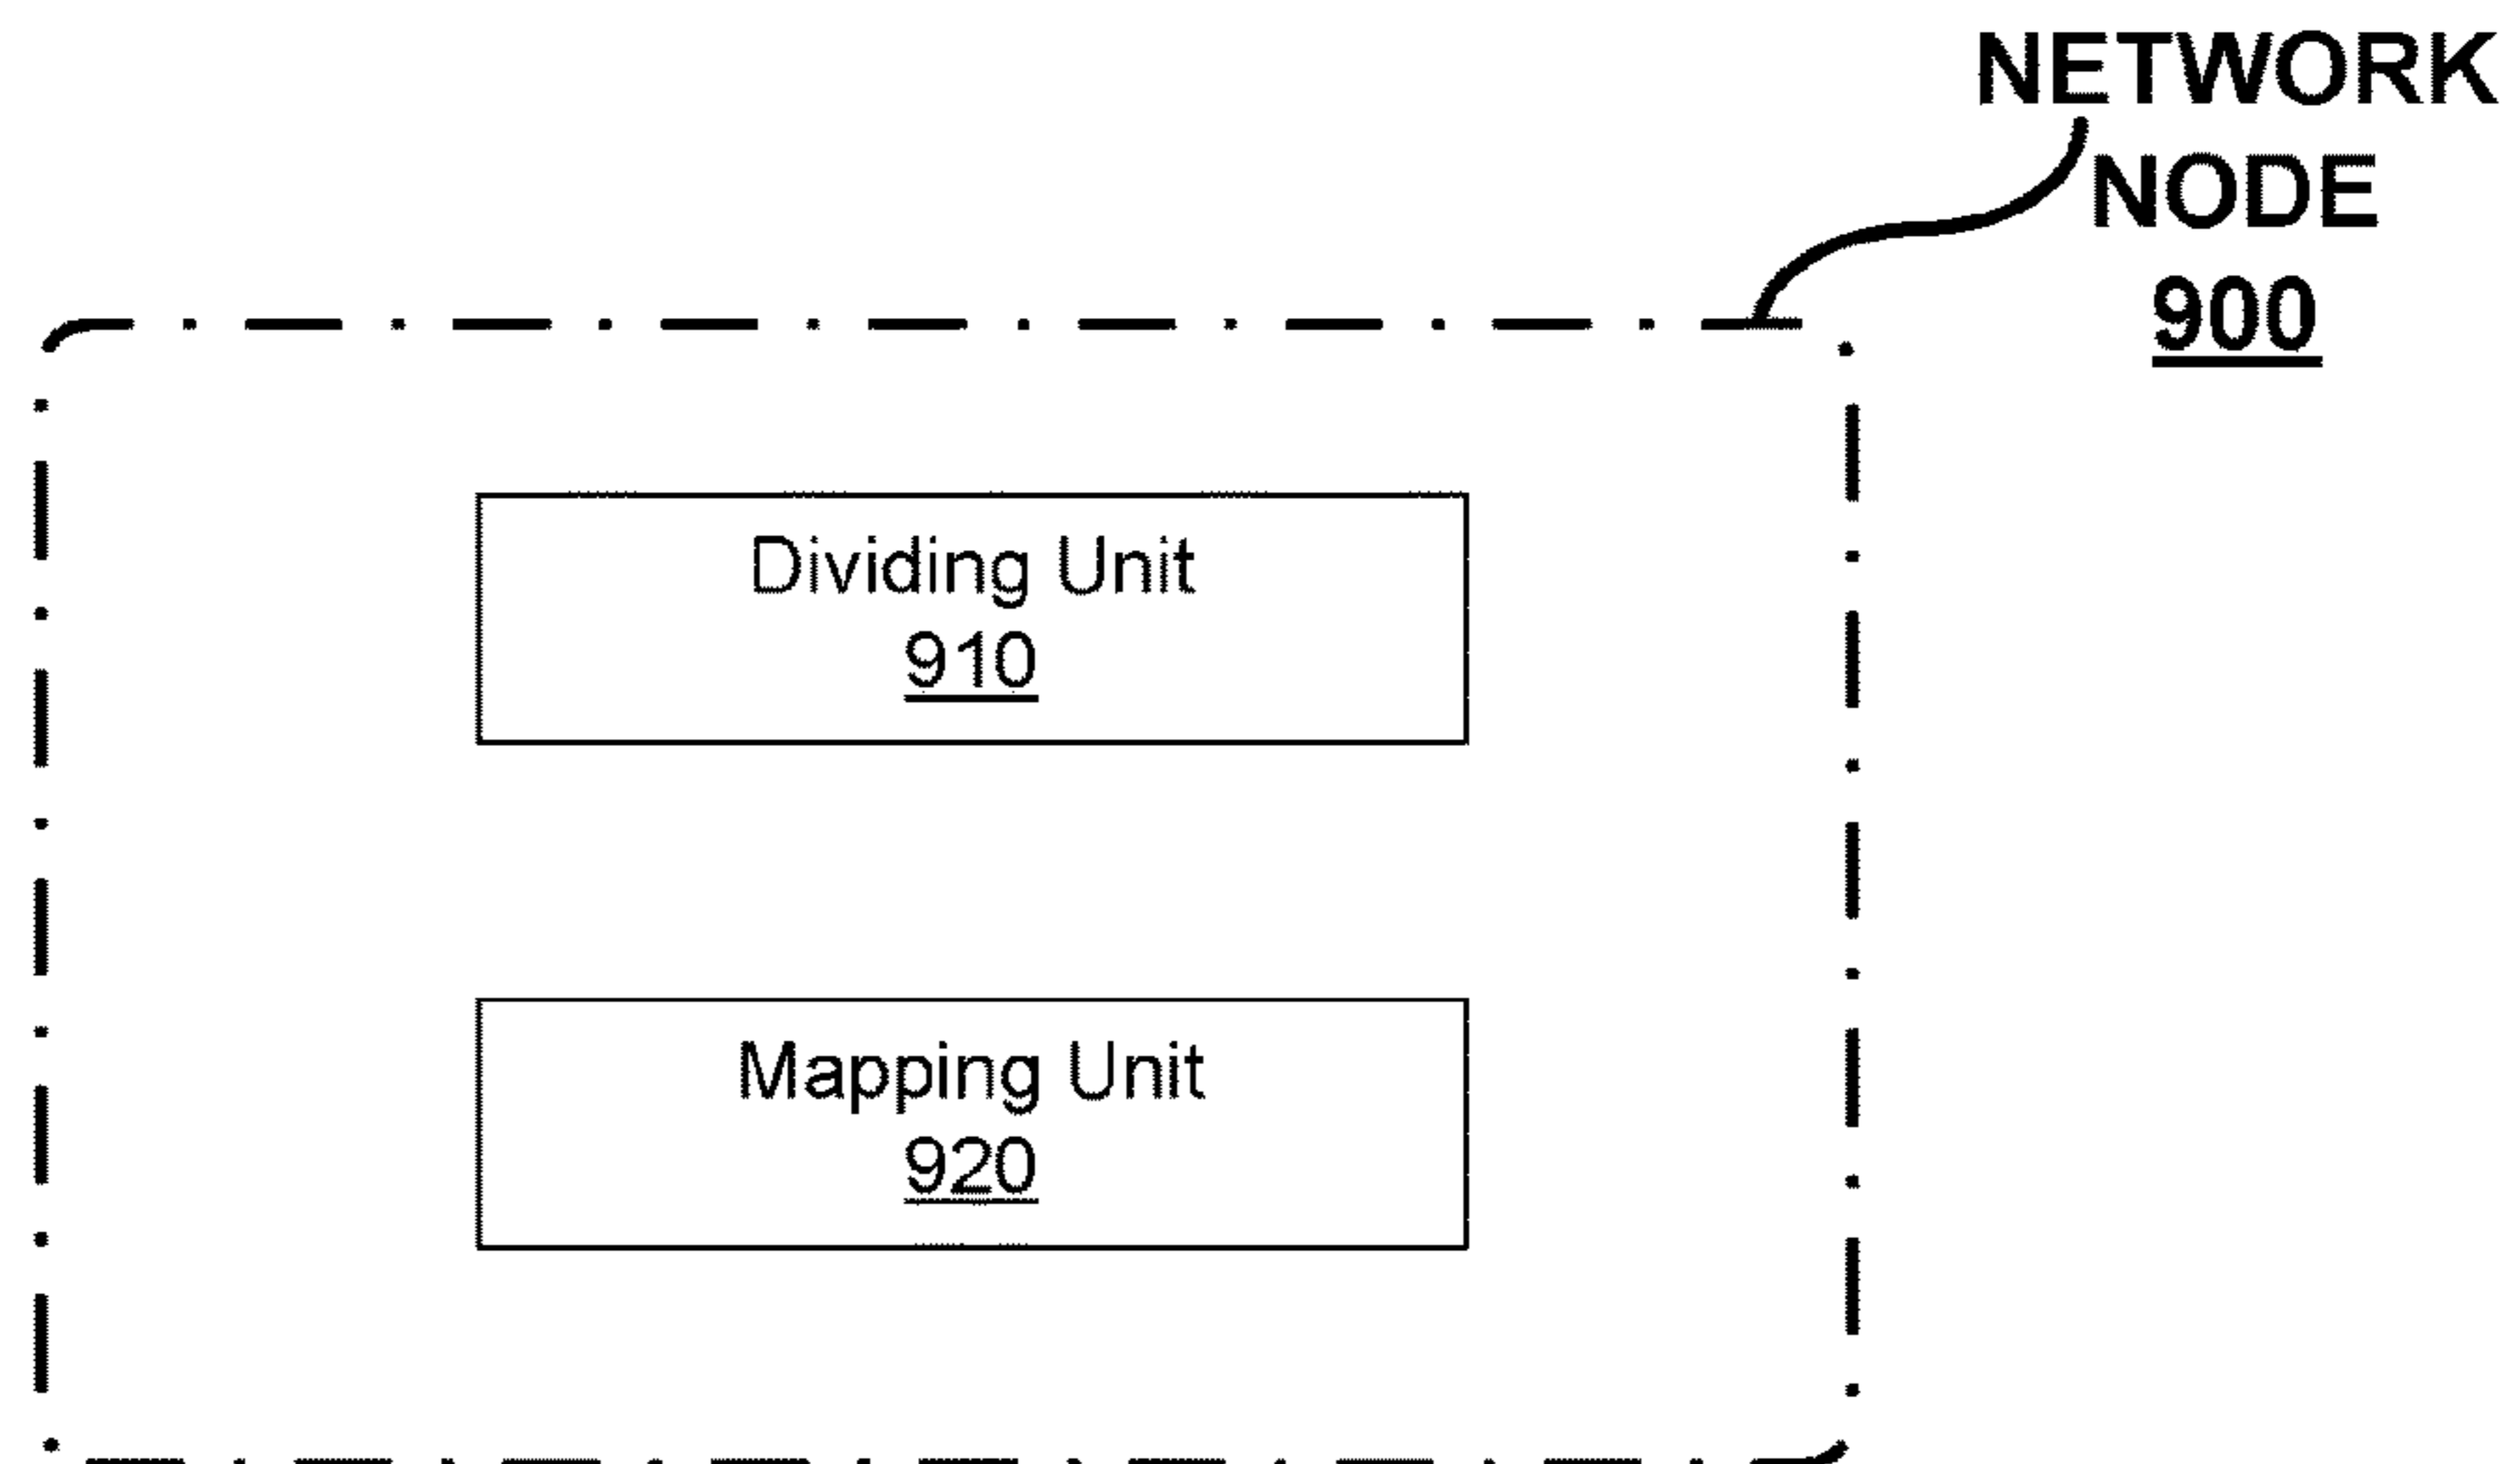 NETWORK
NODE
900
Dividing Unit
910
Mapping Unit
920